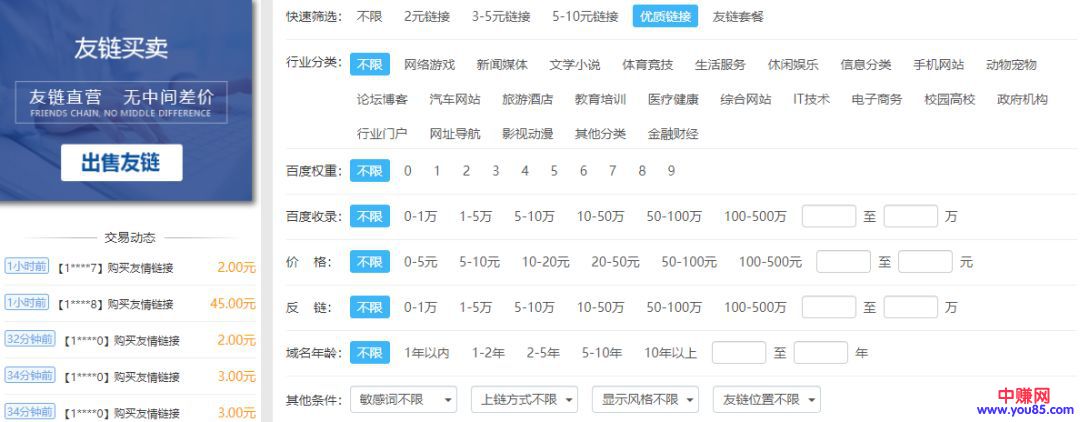 友链买卖
友链直营 无中间差价
FRIENDS CHAIN, NO MIDDLE DIFFERENCE
出售友链
交易动态
1小时前 【1****7】购买友情链接 2.00元
1小时前 【1****8】购买友情链接 45.00元
32分钟前 【1****0】购买友情链接 2.00元
34分钟前 【1****0】购买友情链接 3.00元
34分钟前 【1****0】购买友情链接 3.00元
快速筛选： 不限 2元链接 3-5元链接 5-10元链接 优质链接 友链套餐
行业分类： 不限 网络游戏 新闻媒体 文学小说 体育竞技 生活服务 休闲娱乐 信息分类 手机网站 动物宠物
论坛博客 汽车网站 旅游酒店 教育培训 医疗健康 综合网站 IT技术 电子商务 校园高校 政府机构
行业门户 网址导航 影视动漫 其他分类 金融财经
百度权重： 不限 0 1 2 3 4 5 6 7 8 9
百度收录： 不限 0-1万 1-5万 5-10万 10-50万 50-100万 100-500万 至 万
价 格： 不限 0-5元 5-10元 10-20元 20-50元 50-100元 100-500元 至 元
反 链： 不限 0-1万 1-5万 5-10万 10-50万 50-100万 100-500万 至 万
域名年龄： 不限 1年以内 1-2年 2-5年 5-10年 10年以上 至 年
其他条件： 敏感词不限 上链方式不限 显示风格不限 友链位置不限
中赚网
www.you85.com